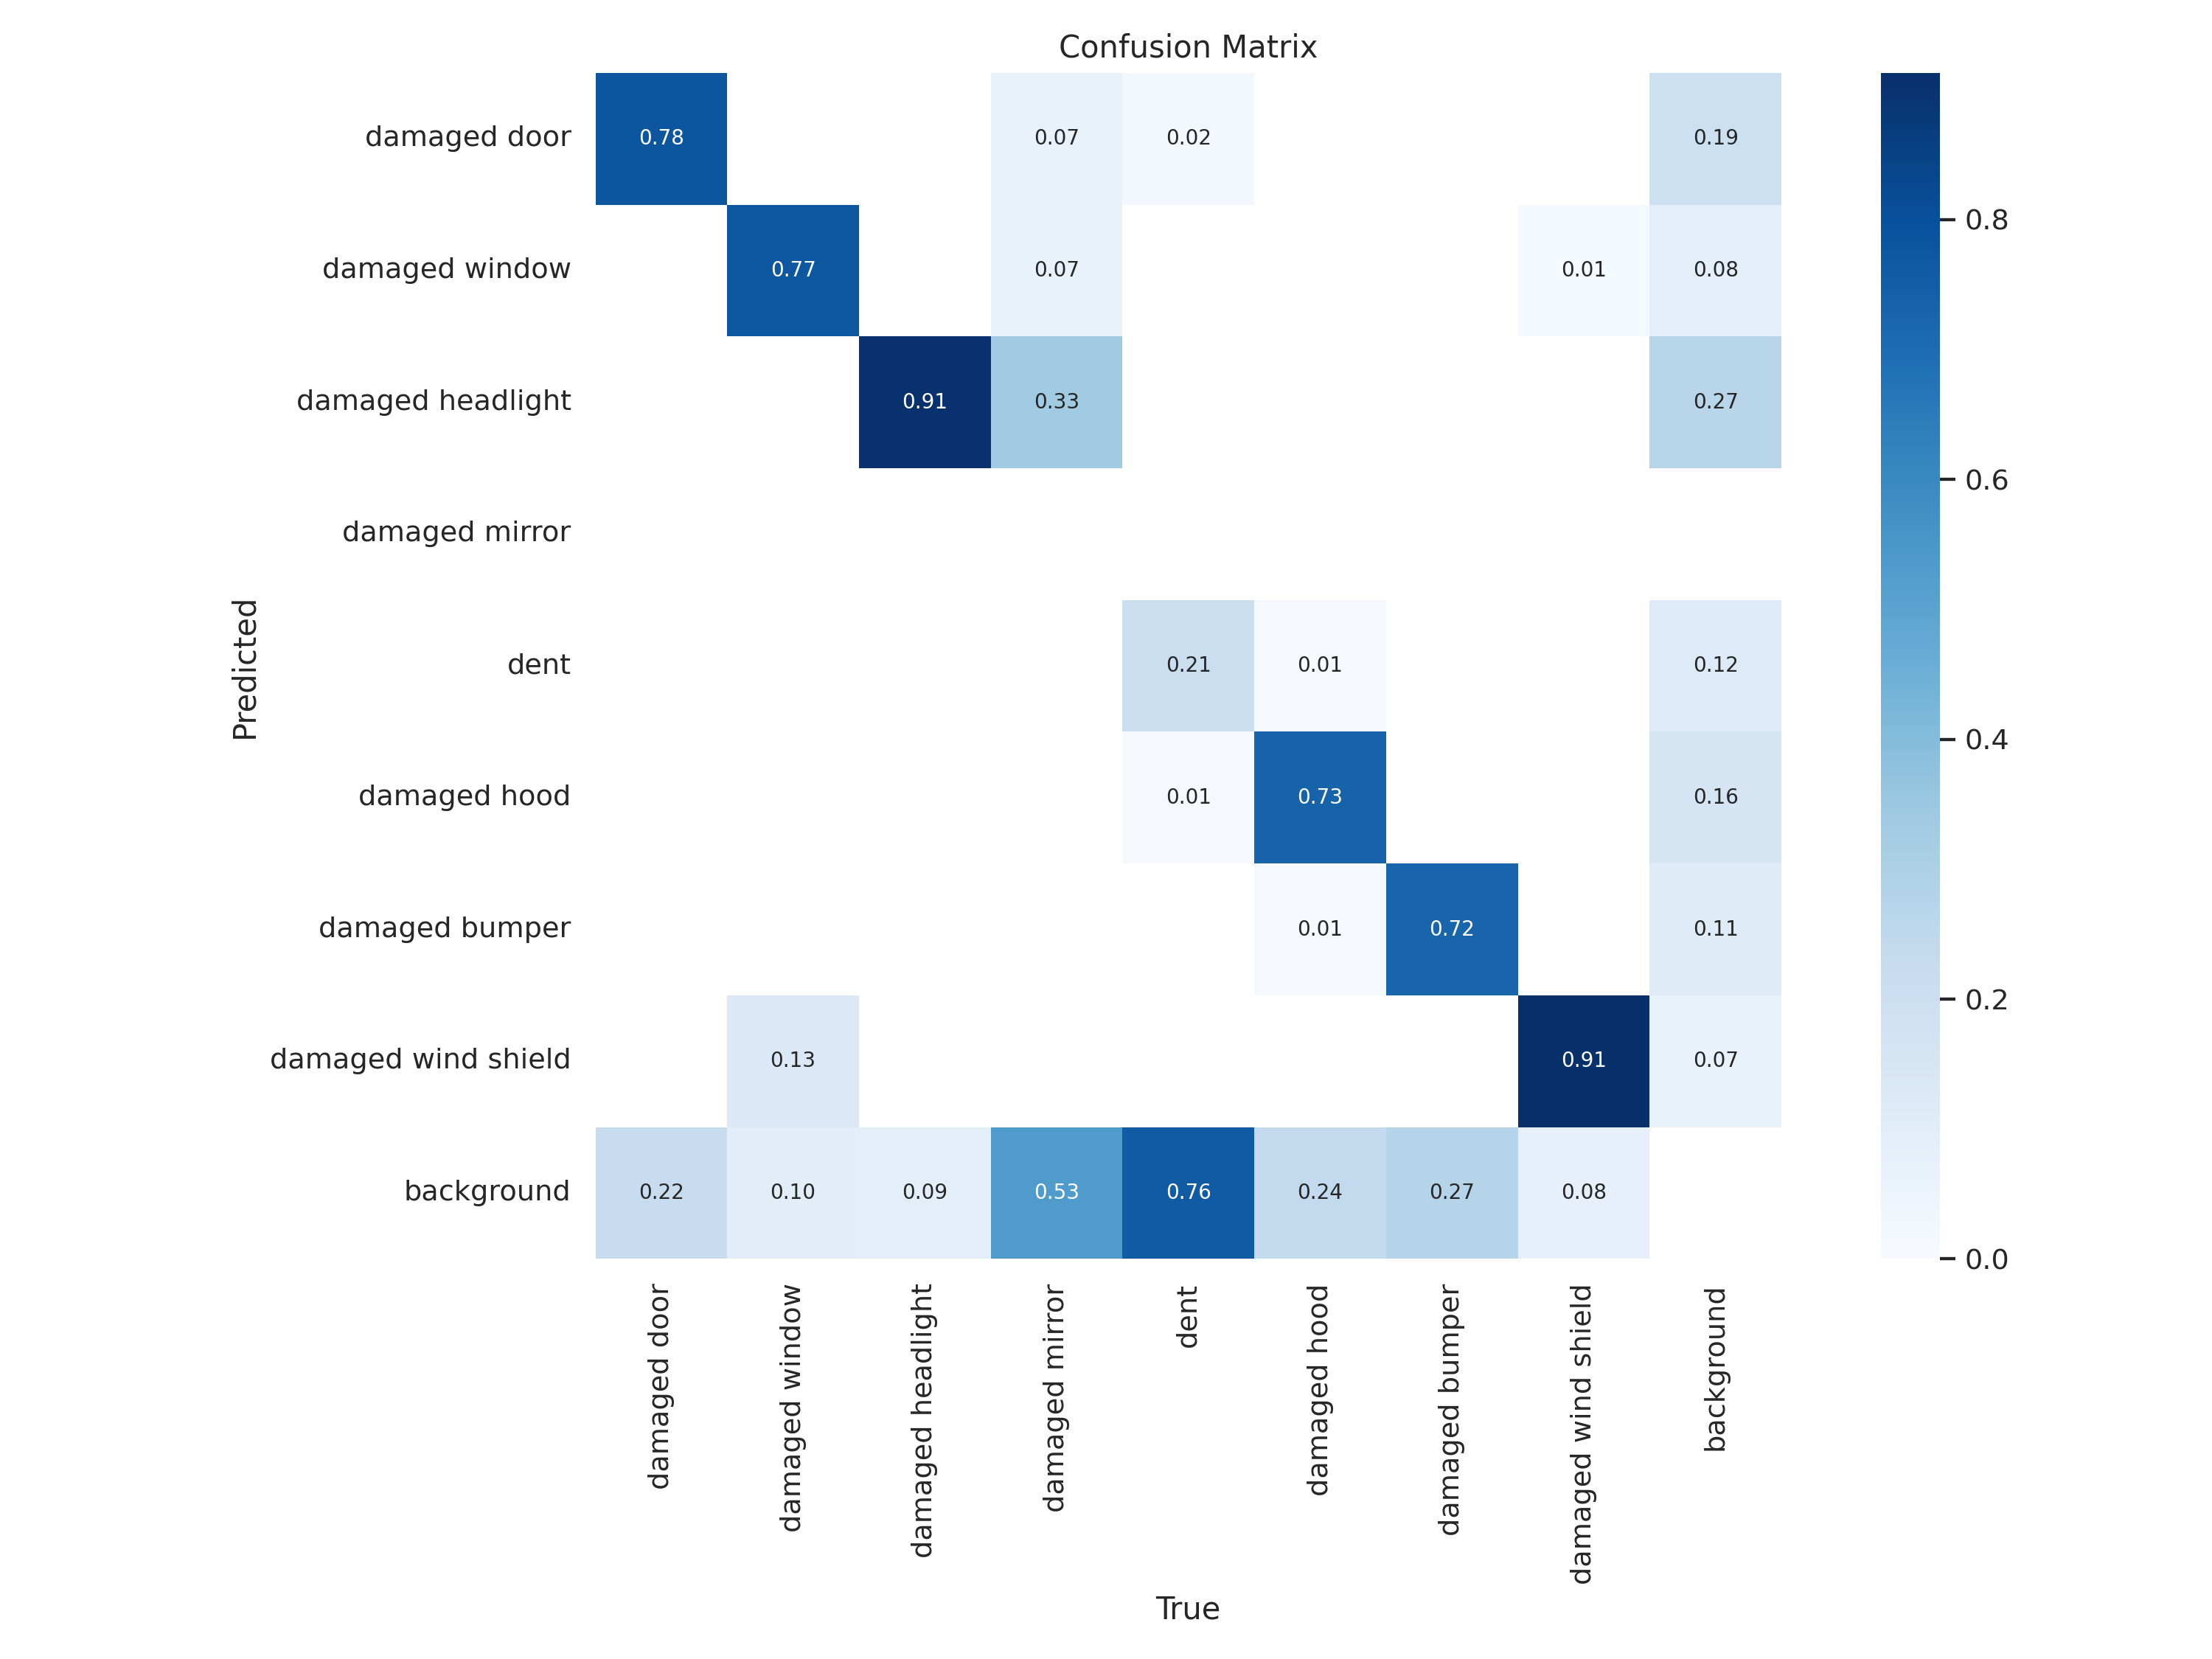 Confusion Matrix
damaged door 0.78 0.07 0.02 0.19
damaged window 0.77 0.07 0.01 0.08
damaged headlight 0.91 0.33 0.27
damaged mirror
dent 0.21 0.01 0.12
damaged hood 0.01 0.73 0.16
damaged bumper 0.01 0.72 0.11
damaged wind shield 0.13 0.91 0.07
background 0.22 0.10 0.09 0.53 0.76 0.24 0.27 0.08
Predicted
damaged door
damaged window
damaged headlight
damaged mirror
dent
damaged hood
damaged bumper
damaged wind shield
background
True
0.8
0.6
0.4
0.2
0.0